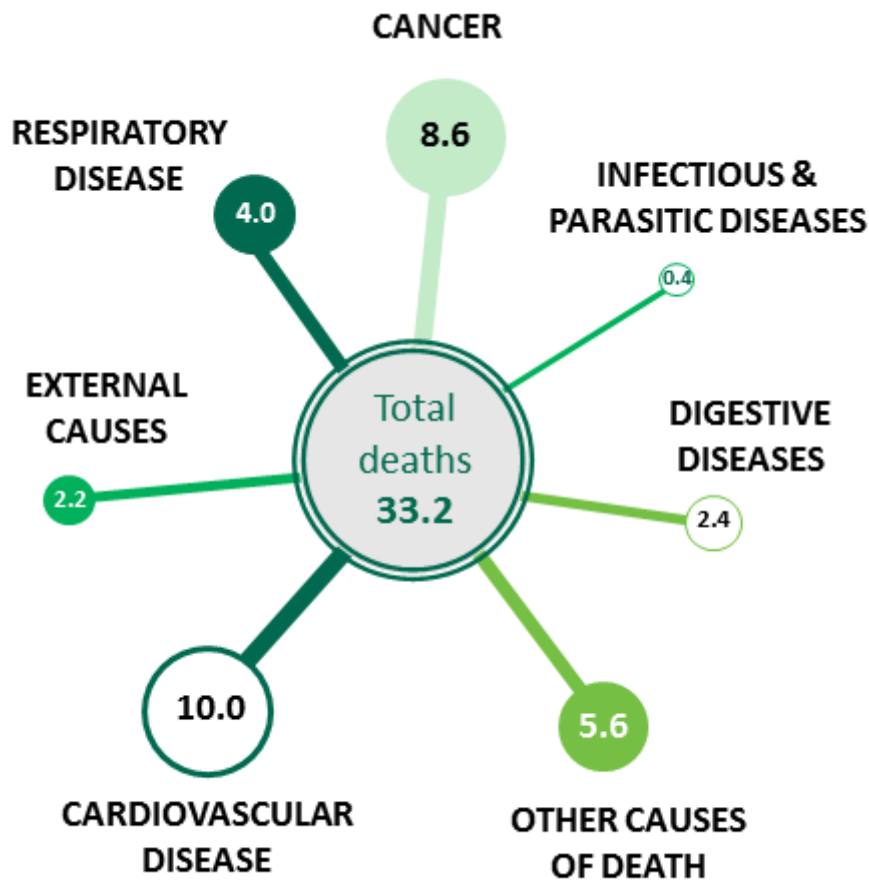 CANCER
8.6
RESPIRATORY
DISEASE
4.0
INFECTIOUS &
PARASITIC DISEASES
0.4
EXTERNAL
CAUSES
2.2
Total
deaths
33.2
DIGESTIVE
DISEASES
2.4
10.0
CARDIOVASCULAR
DISEASE
5.6
OTHER CAUSES
OF DEATH